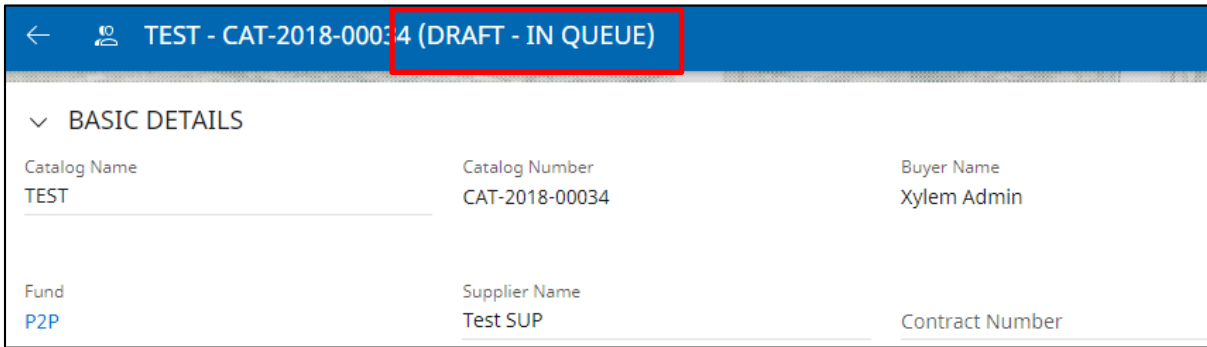 TEST - CAT-2018-00034 (DRAFT - IN QUEUE)
BASIC DETAILS
Catalog Name Catalog Number Buyer Name
TEST CAT-2018-00034 Xylem Admin
Fund Supplier Name
P2P Test SUP Contract Number